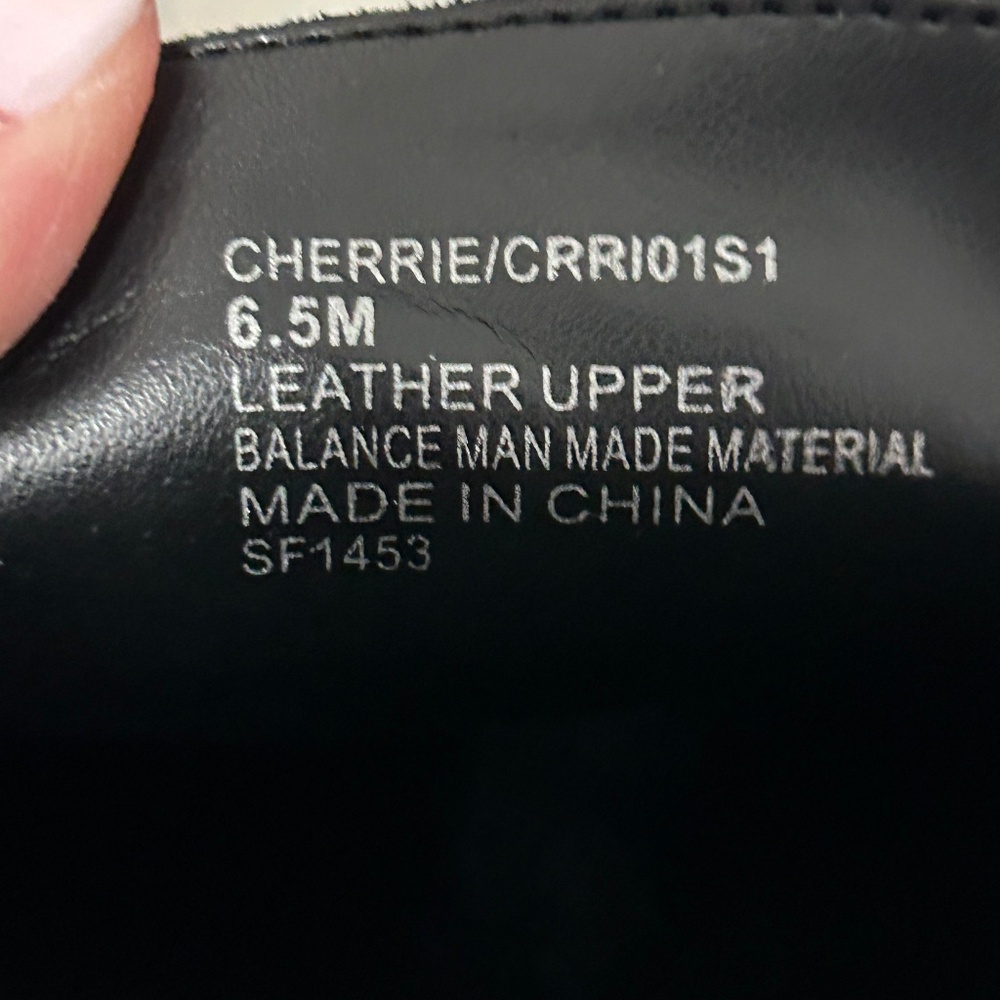 CHERRIE/CRRI01S1
6.5M
LEATHER UPPER
BALANCE MAN MADE MATERIAL
MADE IN CHINA
SF1453